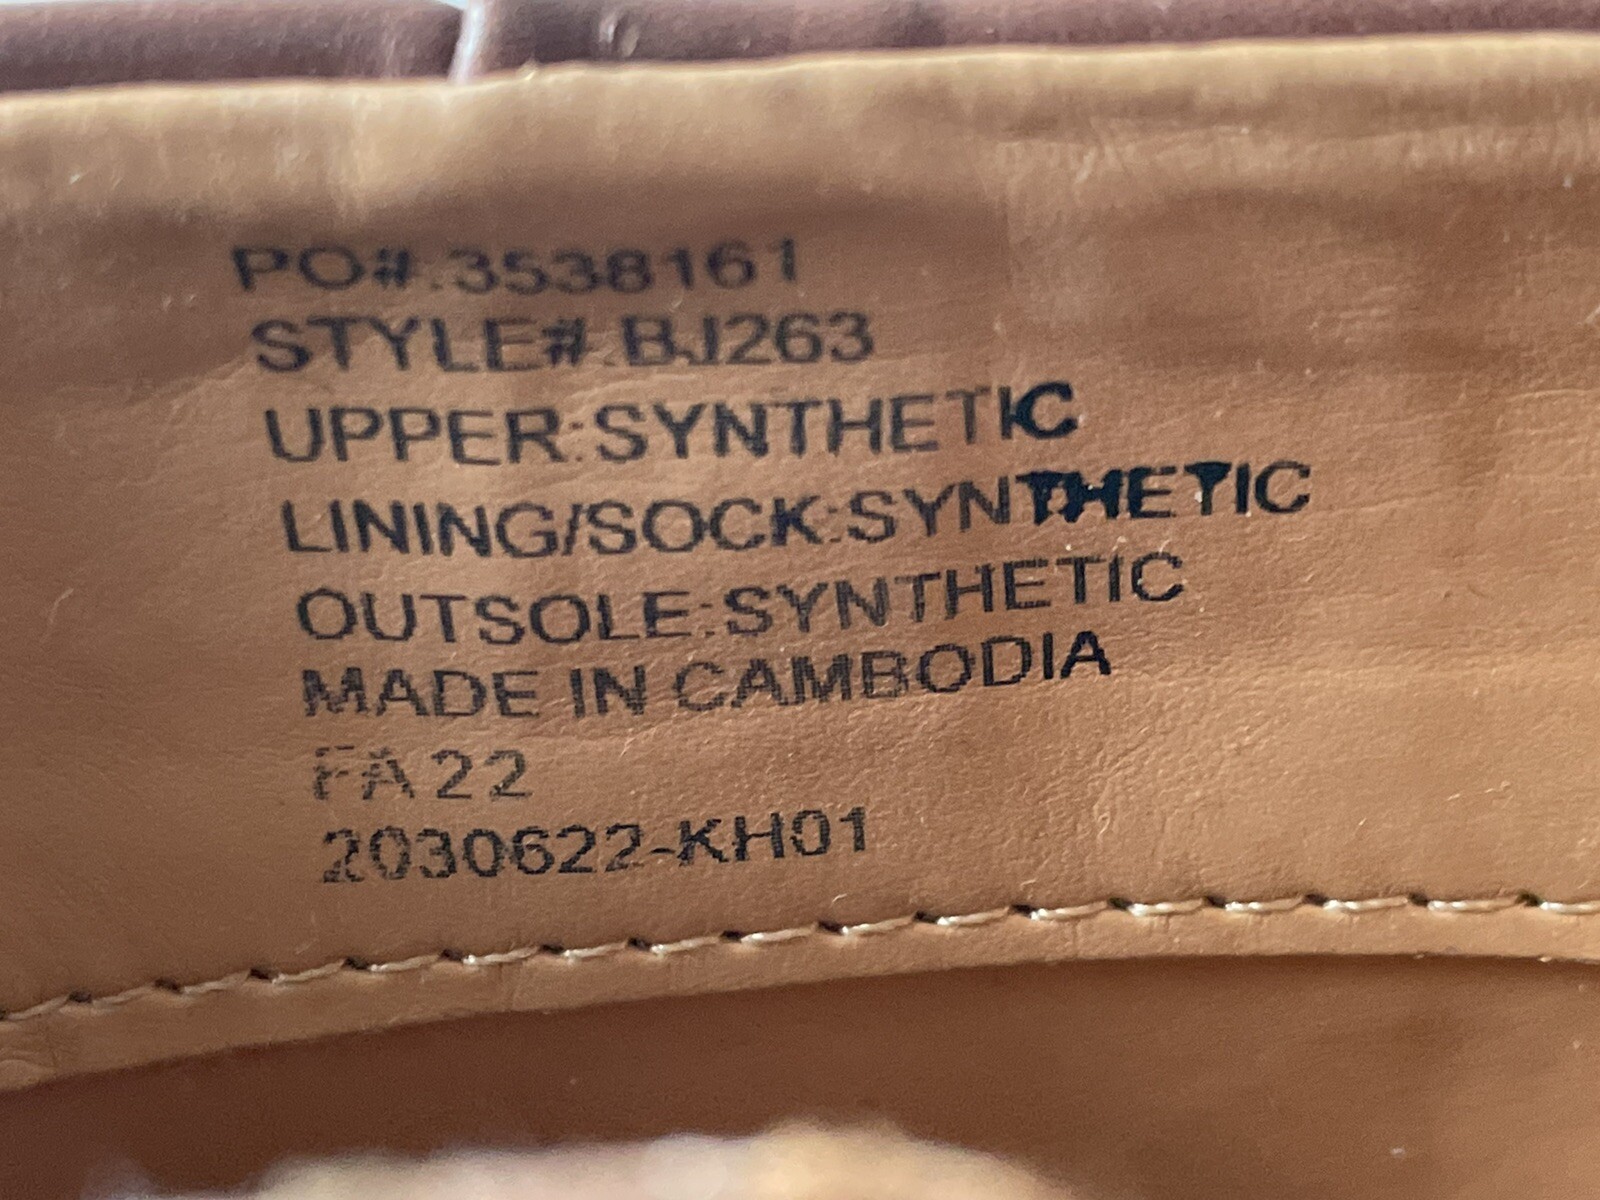 PO#:3538161
STYLE#:BJ263
UPPER:SYNTHETIC
LINING/SOCK:SYNTHETIC
OUTSOLE:SYNTHETIC
MADE IN CAMBODIA
FA22
2030622-KH01